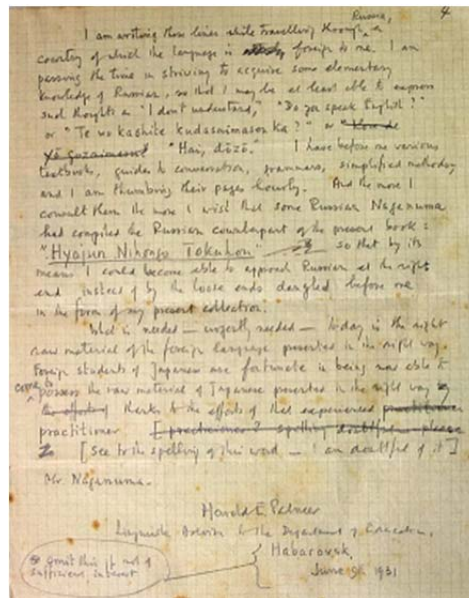 Russia, 4
I am writing these lines while travelling through a
country of which the language is foreign to me. I am
passing the time in striving to acquire some elementary
knowledge of Russian, so that I may be at least able to express
such thoughts as "I don't understand," "Do you speak English?"
or "Te wo kashite kudasaimasen ka?" or
Yō gozaimasu" "Hai, dōzo." I have before me various
textbooks, guides to conversation, grammars, simplified methods
and I am thumbing their pages hourly. And the more I
consult them the more I wish that some Russian Naganuma
had compiled the Russian counterpart of the present book:
"Hyōjun Nihongo Tokuhon" so that by its
means I could become able to approach Russian at the right
end instead of by the loose ends dangled before me
in the form of my present collection.
What is needed — urgently needed — today is the right
raw material of the foreign language presented in the right way.
Foreign students of Japanese are fortunate in being now able to
possess the raw material of Japanese presented in the right way
thanks to the efforts of that experienced practitioner
practitioner [practicioner? spelling doubtful please
[see to the spelling of this word — I am doubtful of it]
Mr. Naganuma.
Harold E. Palmer
Linguistic Adviser to the Department of Education,
Habarovsk,
June 9, 1931
omit this if not of
sufficient interest